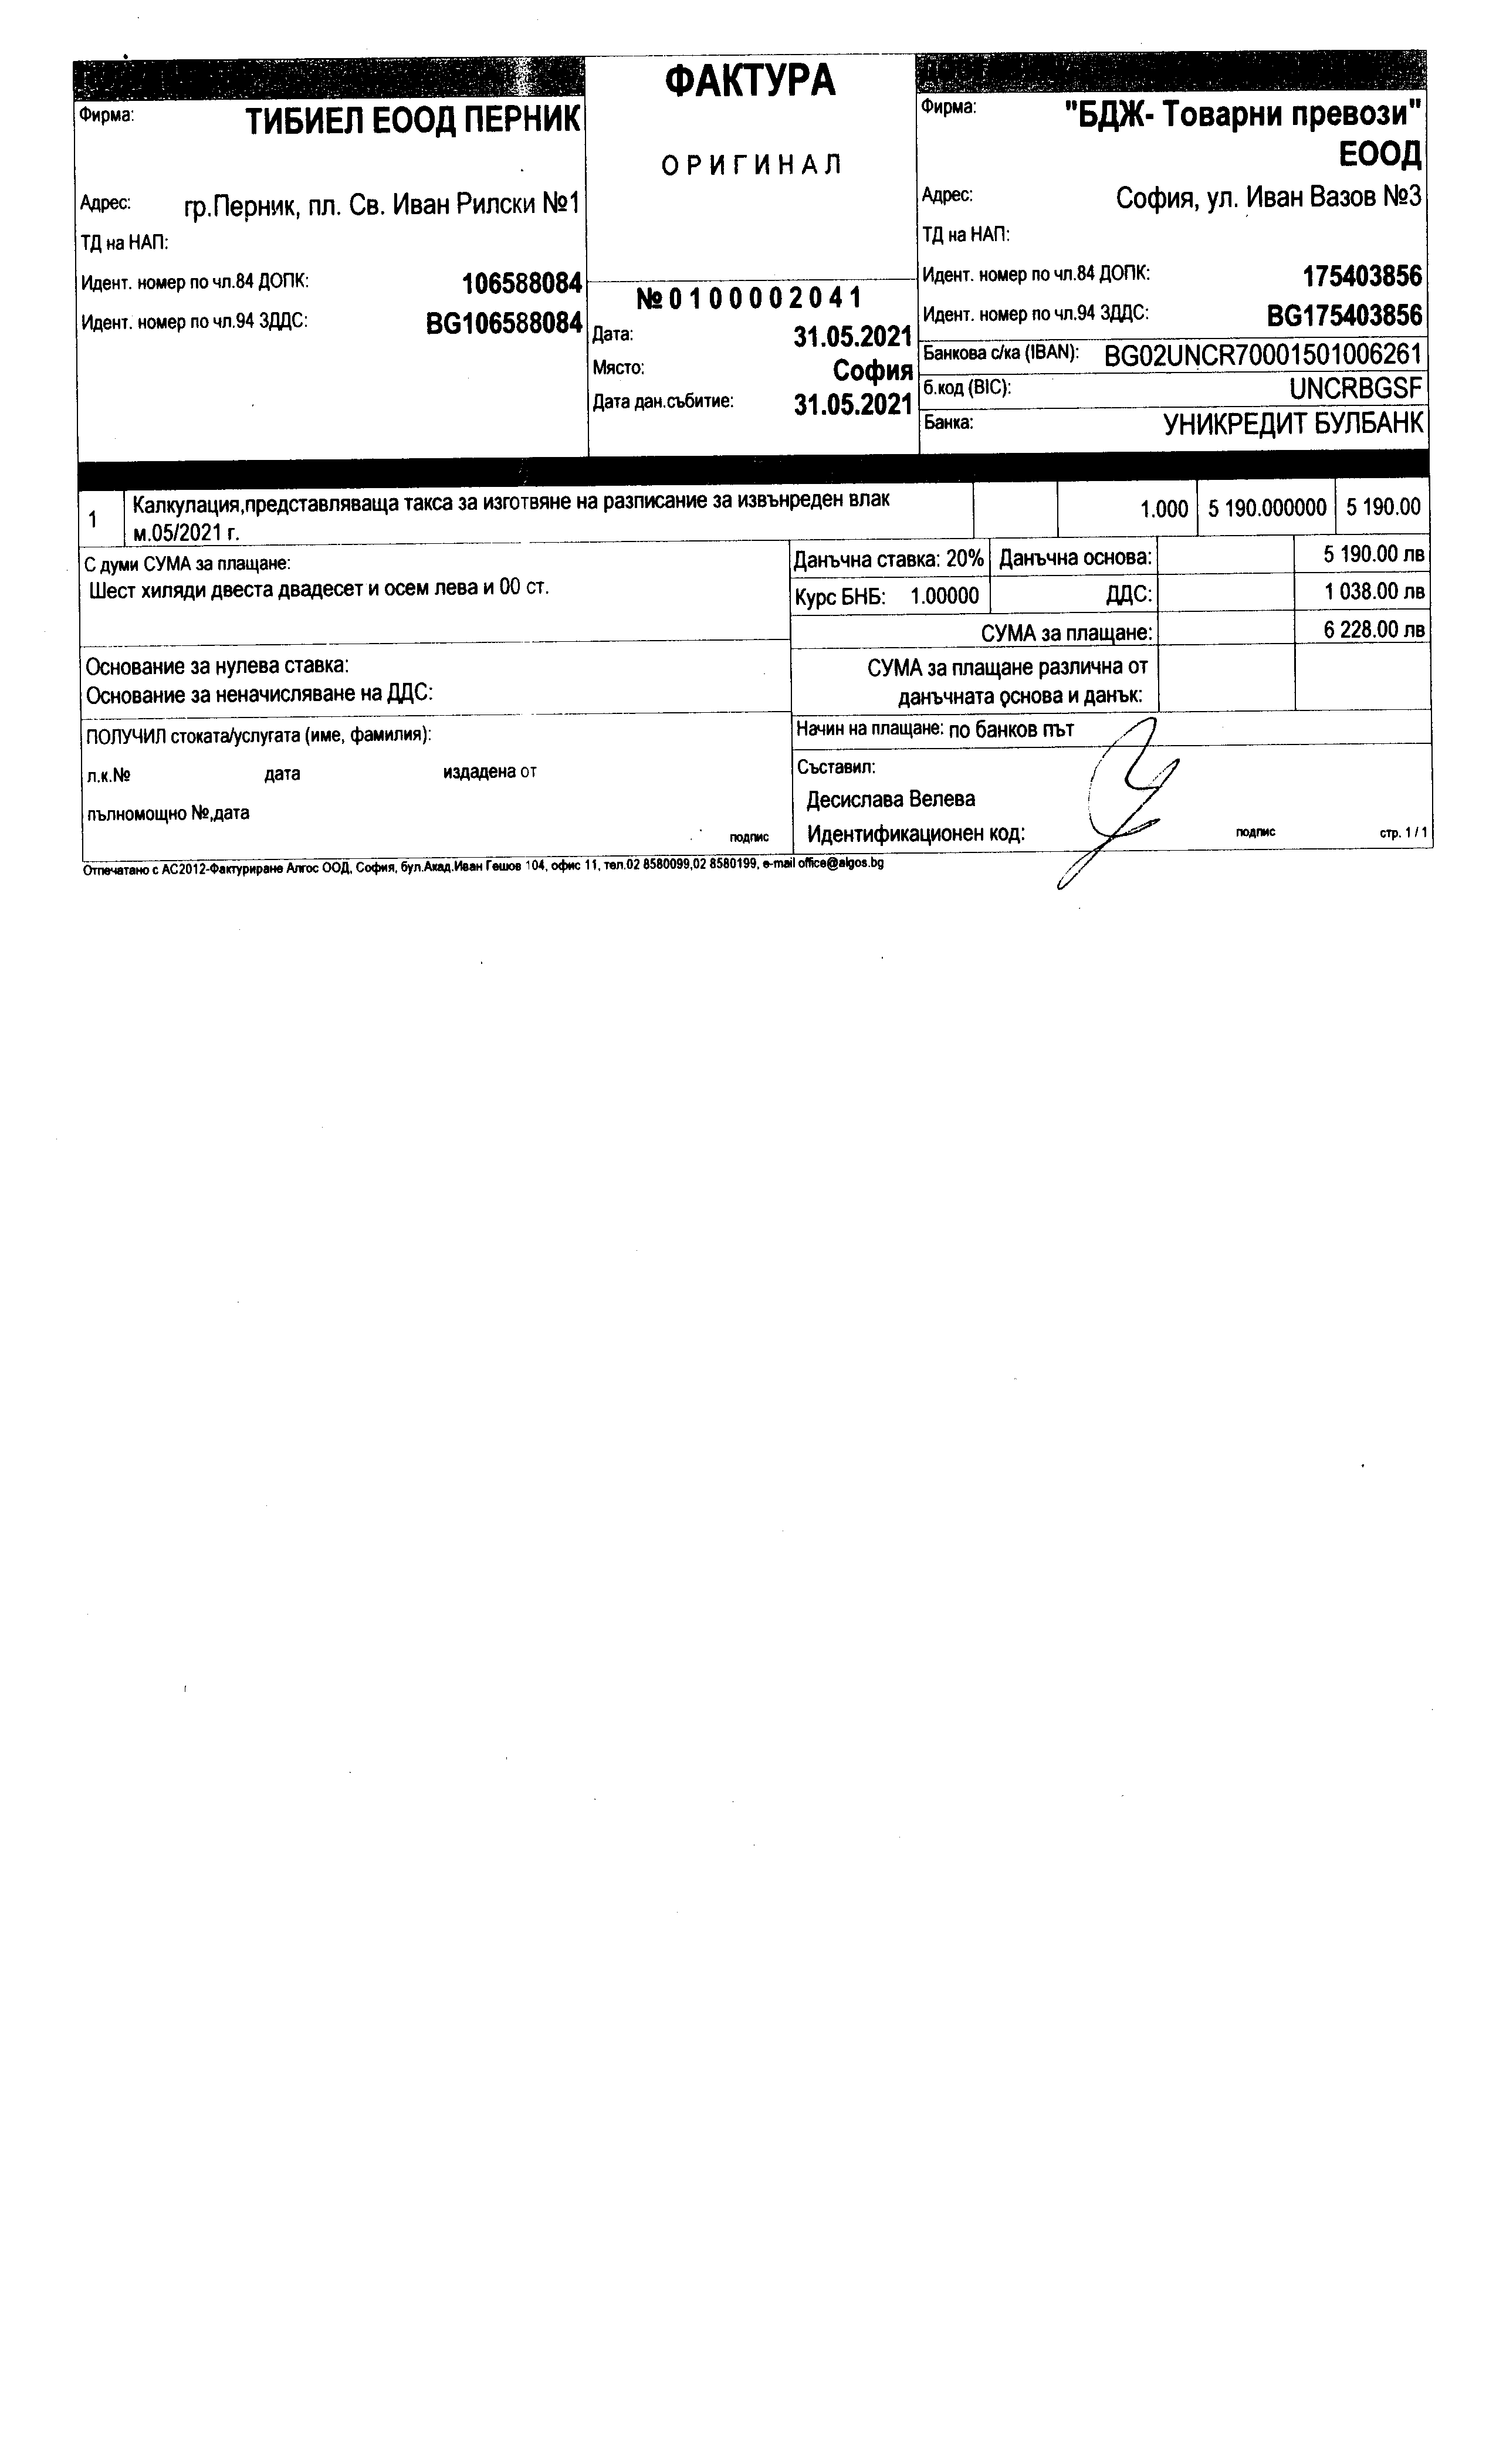 Фирма: ТИБИЕЛ ЕООД ПЕРНИК
Адрес: гр.Перник, пл. Св. Иван Рилски №1
ТД на НАП:
Идент. номер по чл.84 ДОПК: 106588084
Идент. номер по чл.94 ЗДДС: BG106588084
ФАКТУРА
ОРИГИНАЛ
№0100002041
Дата: 31.05.2021
Място: София
Дата дан.събитие: 31.05.2021
Фирма: "БДЖ- Товарни превози"
ЕООД
Адрес: София, ул. Иван Вазов №3
ТД на НАП:
Идент. номер по чл.84 ДОПК: 175403856
Идент. номер по чл.94 ЗДДС: BG175403856
Банкова с/ка (IBAN): BG02UNCR70001501006261
б.код (BIC): UNCRBGSF
Банка: УНИКРЕДИТ БУЛБАНК
1 Калкулация,представляваща такса за изготвяне на разписание за извънреден влак 1.000 5 190.000000 5 190.00
м.05/2021 г.
С думи СУМА за плащане:
Шест хиляди двеста двадесет и осем лева и 00 ст.
Данъчна ставка: 20% Данъчна основа: 5 190.00 лв
Курс БНБ: 1.00000 ДДС: 1 038.00 лв
СУМА за плащане: 6 228.00 лв
Основание за нулева ставка:
Основание за неначисляване на ДДС:
СУМА за плащане различна от
данъчната основа и данък:
ПОЛУЧИЛ стоката/услугата (име, фамилия):
л.к.№ дата издадена от
пълномощно №,дата
подпис
Начин на плащане: по банков път
Съставил:
Десислава Велева
Идентификационен код: подпис стр. 1 / 1
Отпечатано с АС2012-Фактуриране Алгос ООД, София, бул.Акад.Иван Гешов 104, офис 11, тел.02 8580099,02 8580199, e-mail office@algos.bg